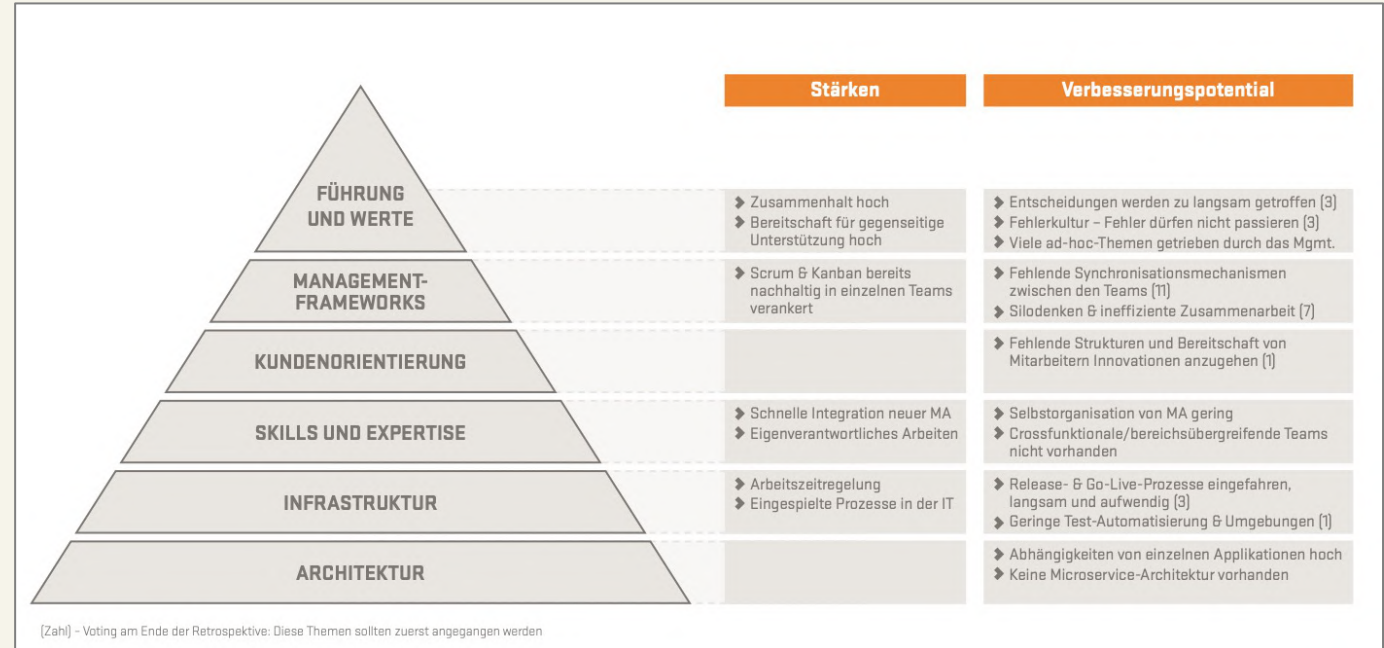 Stärken
Verbesserungspotential
FÜHRUNG
UND WERTE
Zusammenhalt hoch
Bereitschaft für gegenseitige
Unterstützung hoch
Entscheidungen werden zu langsam getroffen (3)
Fehlerkultur – Fehler dürfen nicht passieren (3)
Viele ad-hoc-Themen getrieben durch das Mgmt.
MANAGEMENT-
FRAMEWORKS
Scrum & Kanban bereits
nachhaltig in einzelnen Teams
verankert
Fehlende Synchronisationsmechanismen
zwischen den Teams (11)
Silodenken & ineffiziente Zusammenarbeit (7)
KUNDENORIENTIERUNG
Fehlende Strukturen und Bereitschaft von
Mitarbeitern Innovationen anzugehen (1)
SKILLS UND EXPERTISE
Schnelle Integration neuer MA
Eigenverantwortliches Arbeiten
Selbstorganisation von MA gering
Crossfunktionale/bereichsübergreifende Teams
nicht vorhanden
INFRASTRUKTUR
Arbeitszeitregelung
Eingespielte Prozesse in der IT
Release- & Go-Live-Prozesse eingefahren,
langsam und aufwendig (3)
Geringe Test-Automatisierung & Umgebungen (1)
ARCHITEKTUR
Abhängigkeiten von einzelnen Applikationen hoch
Keine Microservice-Architektur vorhanden
(Zahl) – Voting am Ende der Retrospektive: Diese Themen sollten zuerst angegangen werden